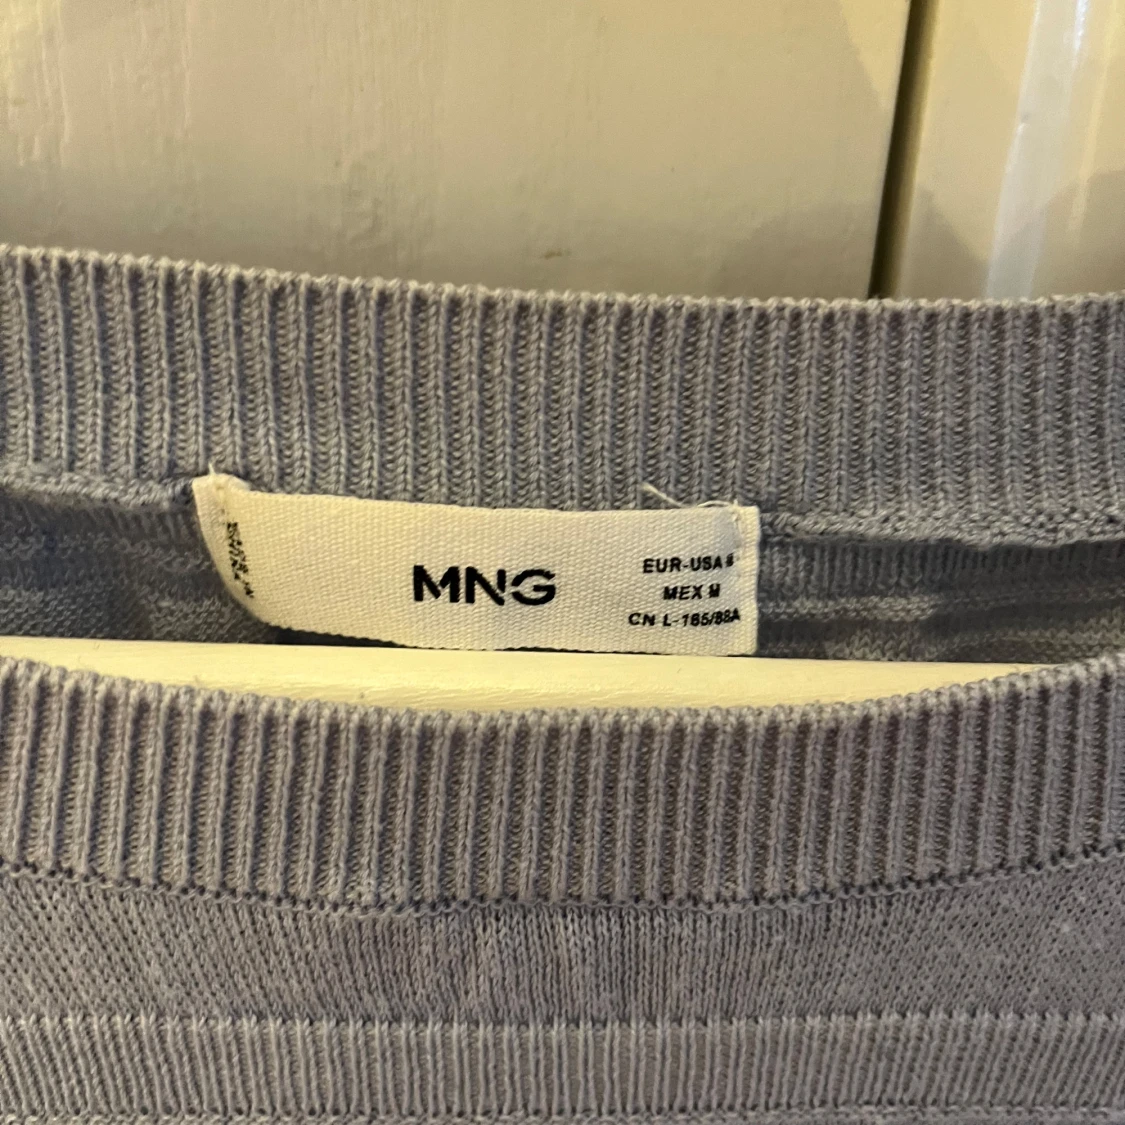 MNG
EUR-USA
MEX M
CN L-165/88A